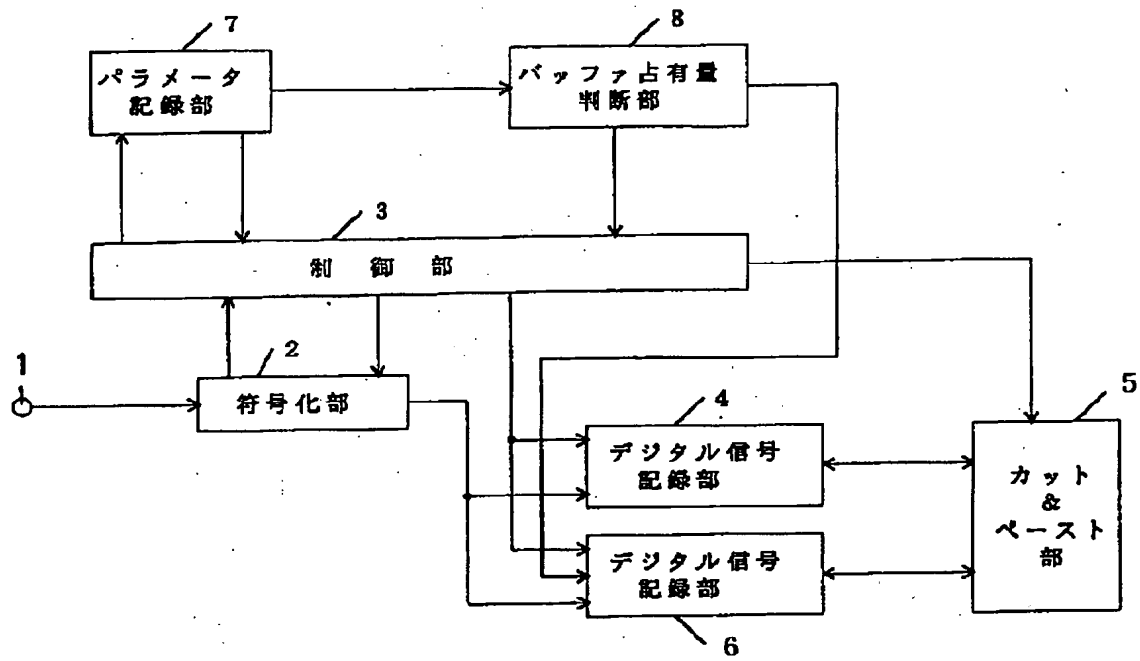 7
8
パラメータ
記録部
バッファ占有量
判断部
3
制御部
1
2
符号化部
4
5
デジタル信号
記録部
カット
&
ペースト
部
デジタル信号
記録部
6